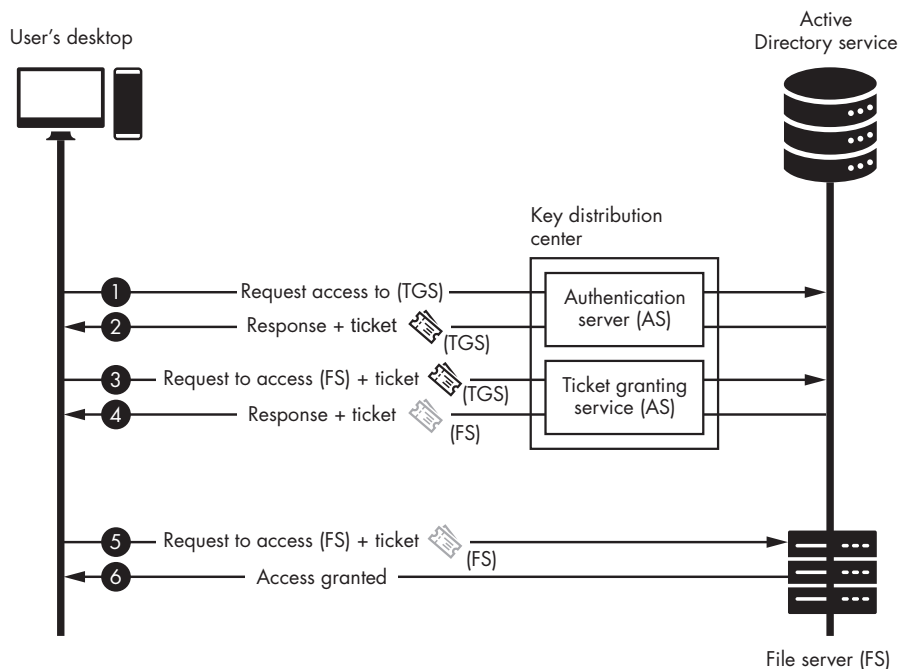 User's desktop
Active
Directory service
Key distribution
center
1 Request access to (TGS)
Authentication
server (AS)
2 Response + ticket (TGS)
3 Request to access (FS) + ticket (TGS)
Ticket granting
service (AS)
4 Response + ticket (FS)
5 Request to access (FS) + ticket (FS)
6 Access granted
File server (FS)